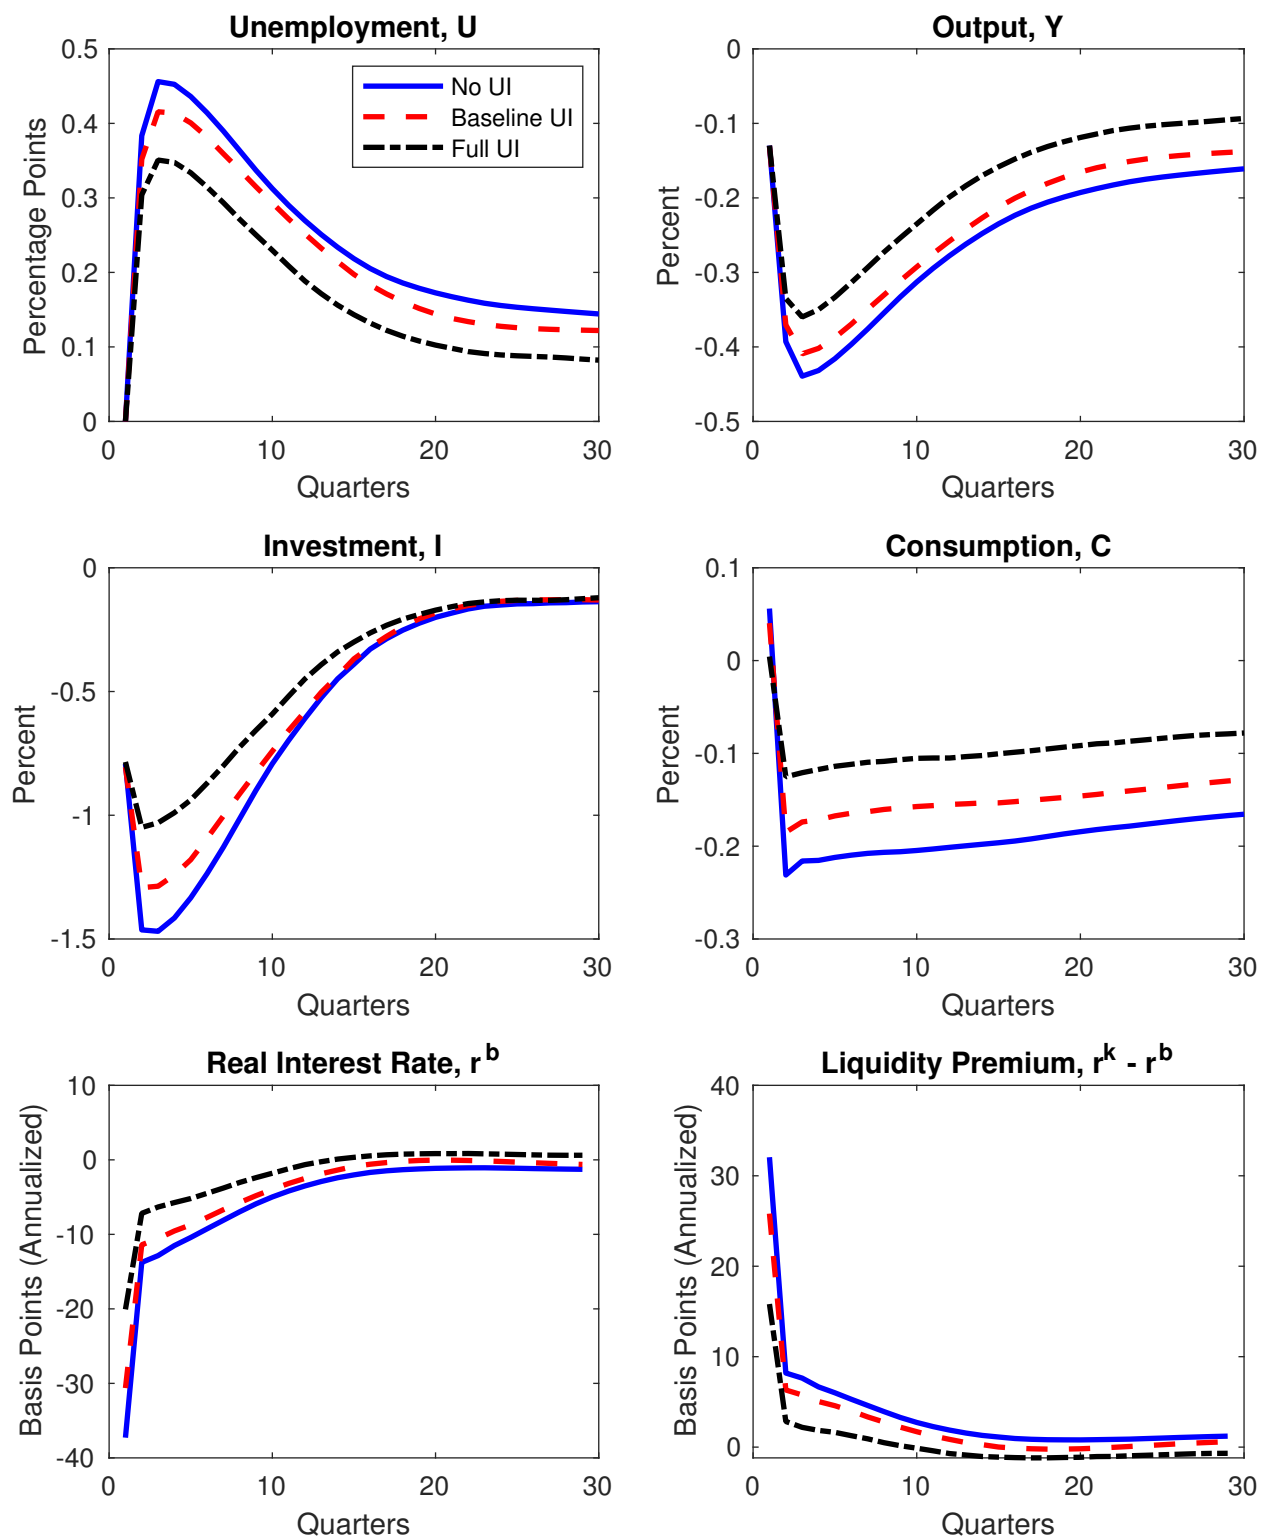 Unemployment, U
Percentage Points
0.5
0.4
0.3
0.2
0.1
0
0
10
20
30
Quarters
No UI
Baseline UI
Full UI
Output, Y
Percent
0
-0.1
-0.2
-0.3
-0.4
-0.5
0
10
20
30
Quarters
Investment, I
Percent
0
-0.5
-1
-1.5
0
10
20
30
Quarters
Consumption, C
Percent
0.1
0
-0.1
-0.2
-0.3
0
10
20
30
Quarters
Real Interest Rate, r^b
Basis Points (Annualized)
10
0
-10
-20
-30
-40
0
10
20
30
Quarters
Liquidity Premium, r^k - r^b
Basis Points (Annualized)
40
30
20
10
0
0
10
20
30
Quarters